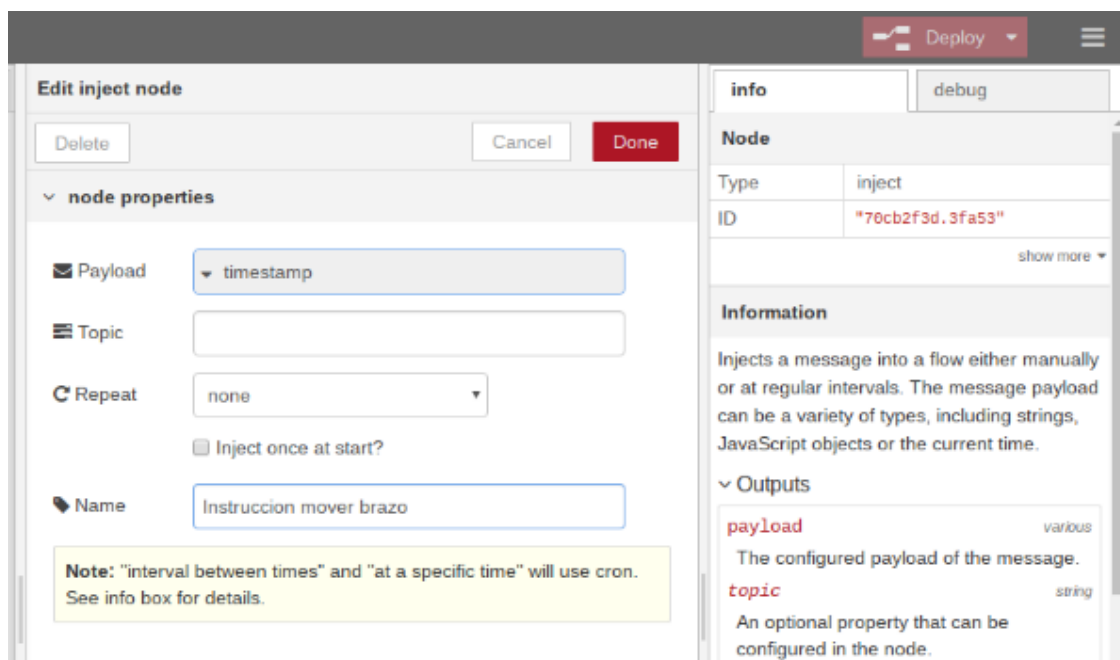 Deploy
Edit inject node
Delete
Cancel
Done
node properties
Payload
timestamp
Topic
Repeat
none
Inject once at start?
Name
Instruccion mover brazo
Note: "interval between times" and "at a specific time" will use cron.
See info box for details.
info
debug
Node
Type
inject
ID
"70cb2f3d.3fa53"
show more
Information
Injects a message into a flow either manually
or at regular intervals. The message payload
can be a variety of types, including strings,
JavaScript objects or the current time.
Outputs
payload
various
The configured payload of the message.
topic
string
An optional property that can be
configured in the node.